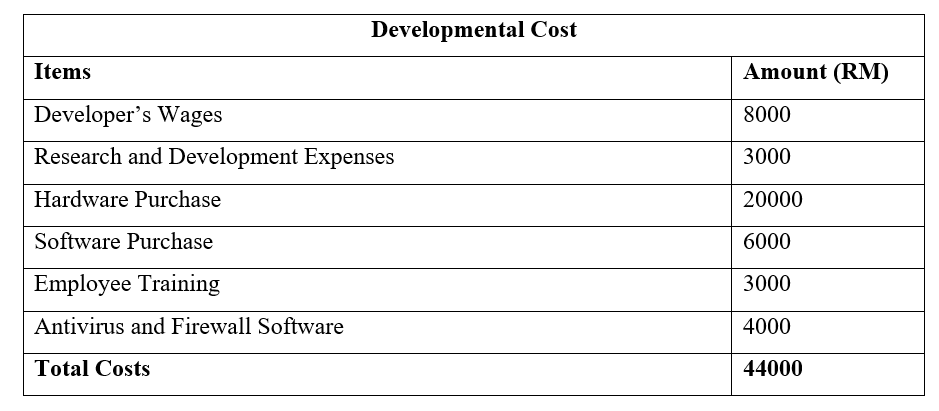 Developmental Cost
Items Amount (RM)
Developer’s Wages 8000
Research and Development Expenses 3000
Hardware Purchase 20000
Software Purchase 6000
Employee Training 3000
Antivirus and Firewall Software 4000
Total Costs 44000